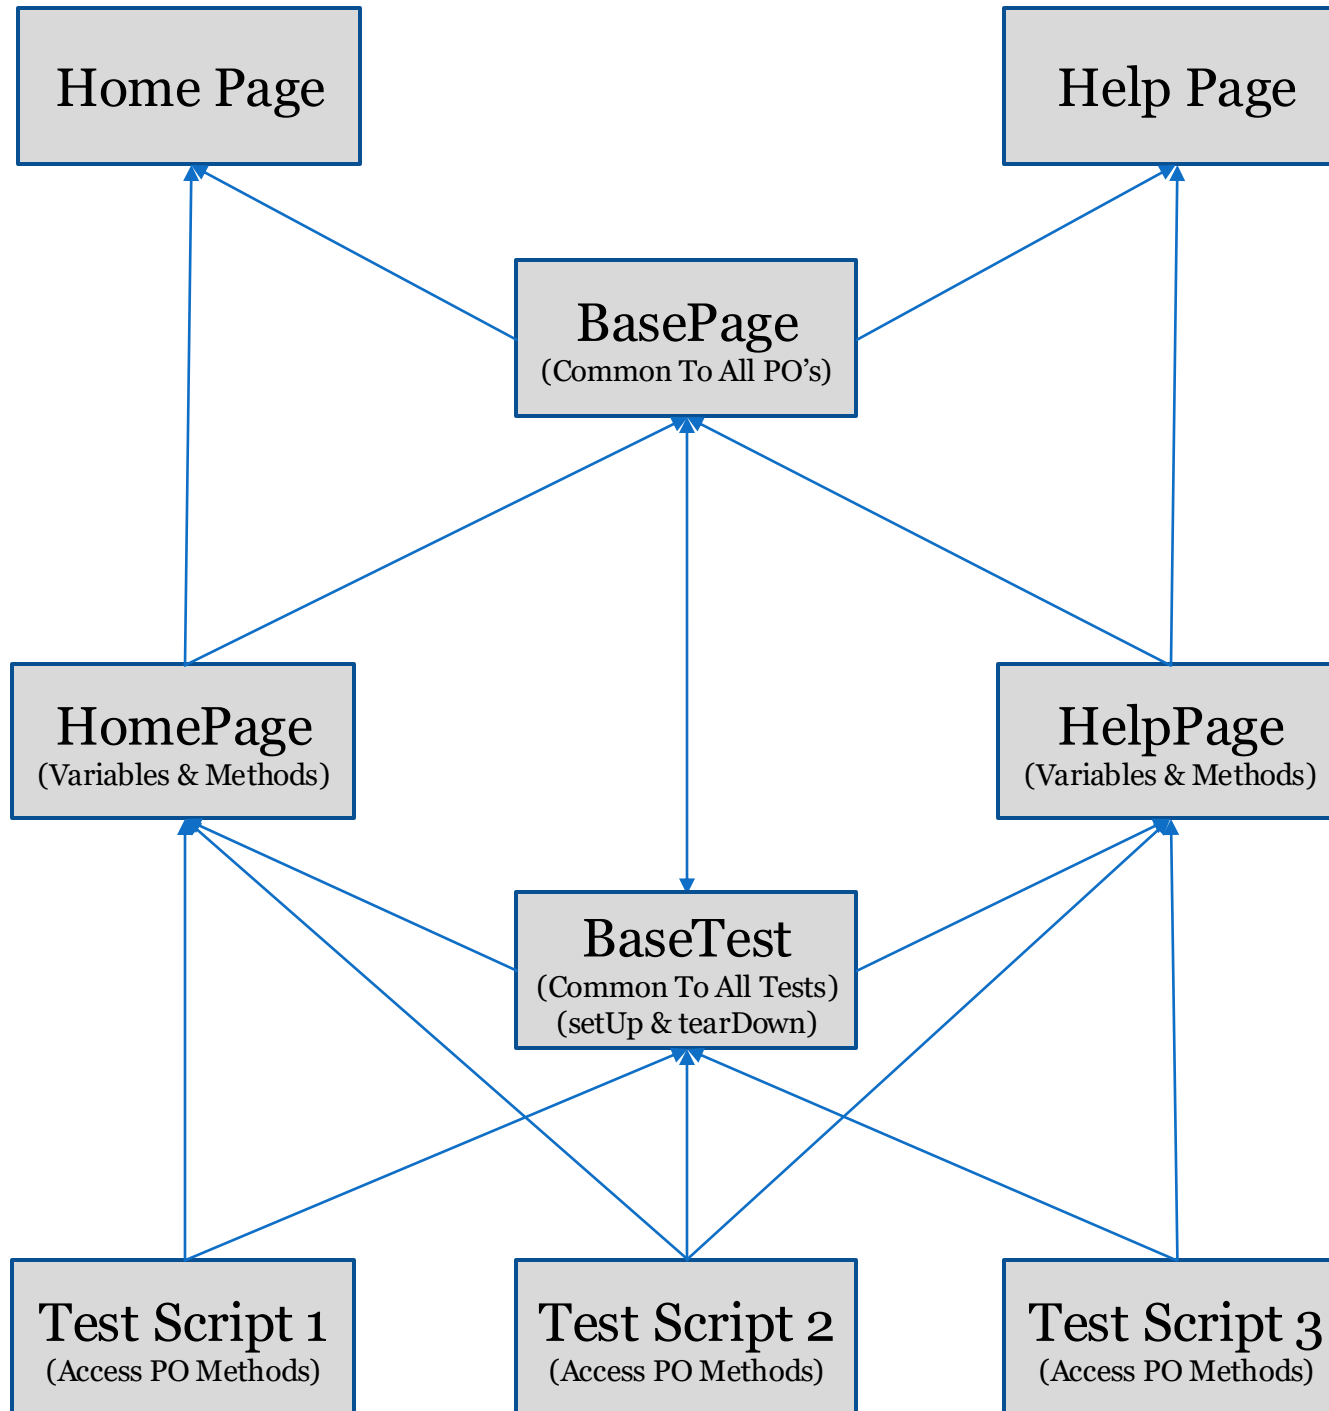 Home Page
Help Page
BasePage
(Common To All PO’s)
HomePage
(Variables & Methods)
HelpPage
(Variables & Methods)
BaseTest
(Common To All Tests)
(setUp & tearDown)
Test Script 1
(Access PO Methods)
Test Script 2
(Access PO Methods)
Test Script 3
(Access PO Methods)